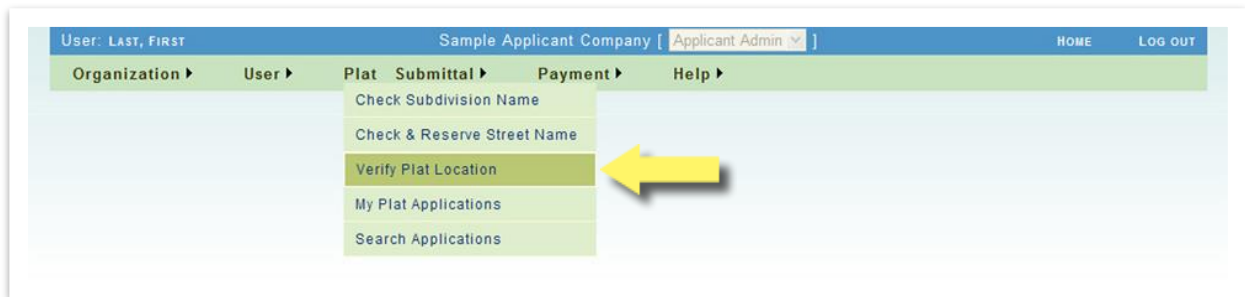 User: LAST, FIRST Sample Applicant Company [ Applicant Admin ] HOME LOG OUT
Organization User Plat Submittal Payment Help
Check Subdivision Name
Check & Reserve Street Name
Verify Plat Location
My Plat Applications
Search Applications